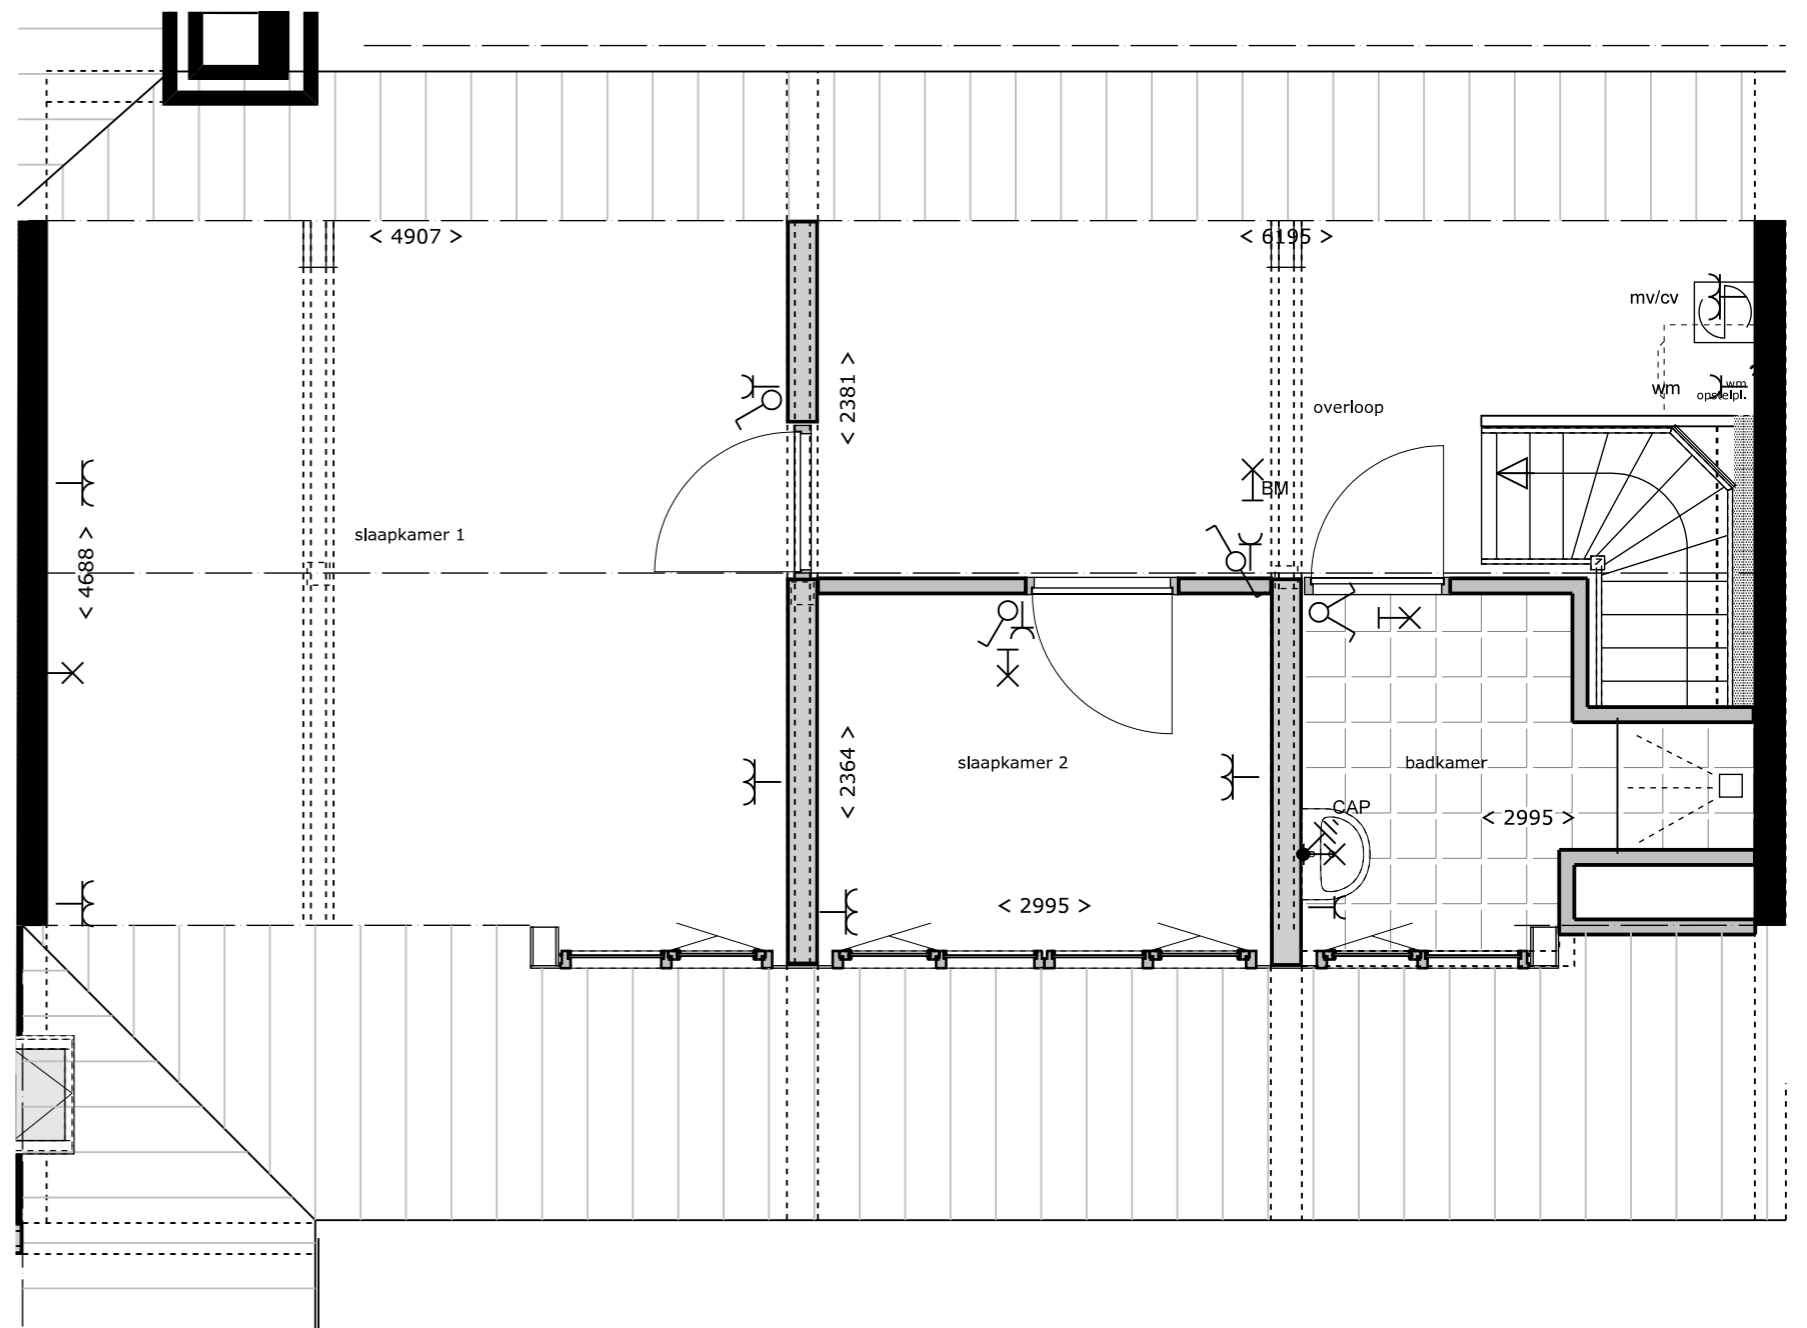 < 4907 >
< 6195 >
mv/cv
< 2381 >
wm
wm
opstelpl.
?
overloop
BM
slaapkamer 1
< 4688 >
slaapkamer 2
< 2364 >
badkamer
CAP
< 2995 >
< 2995 >